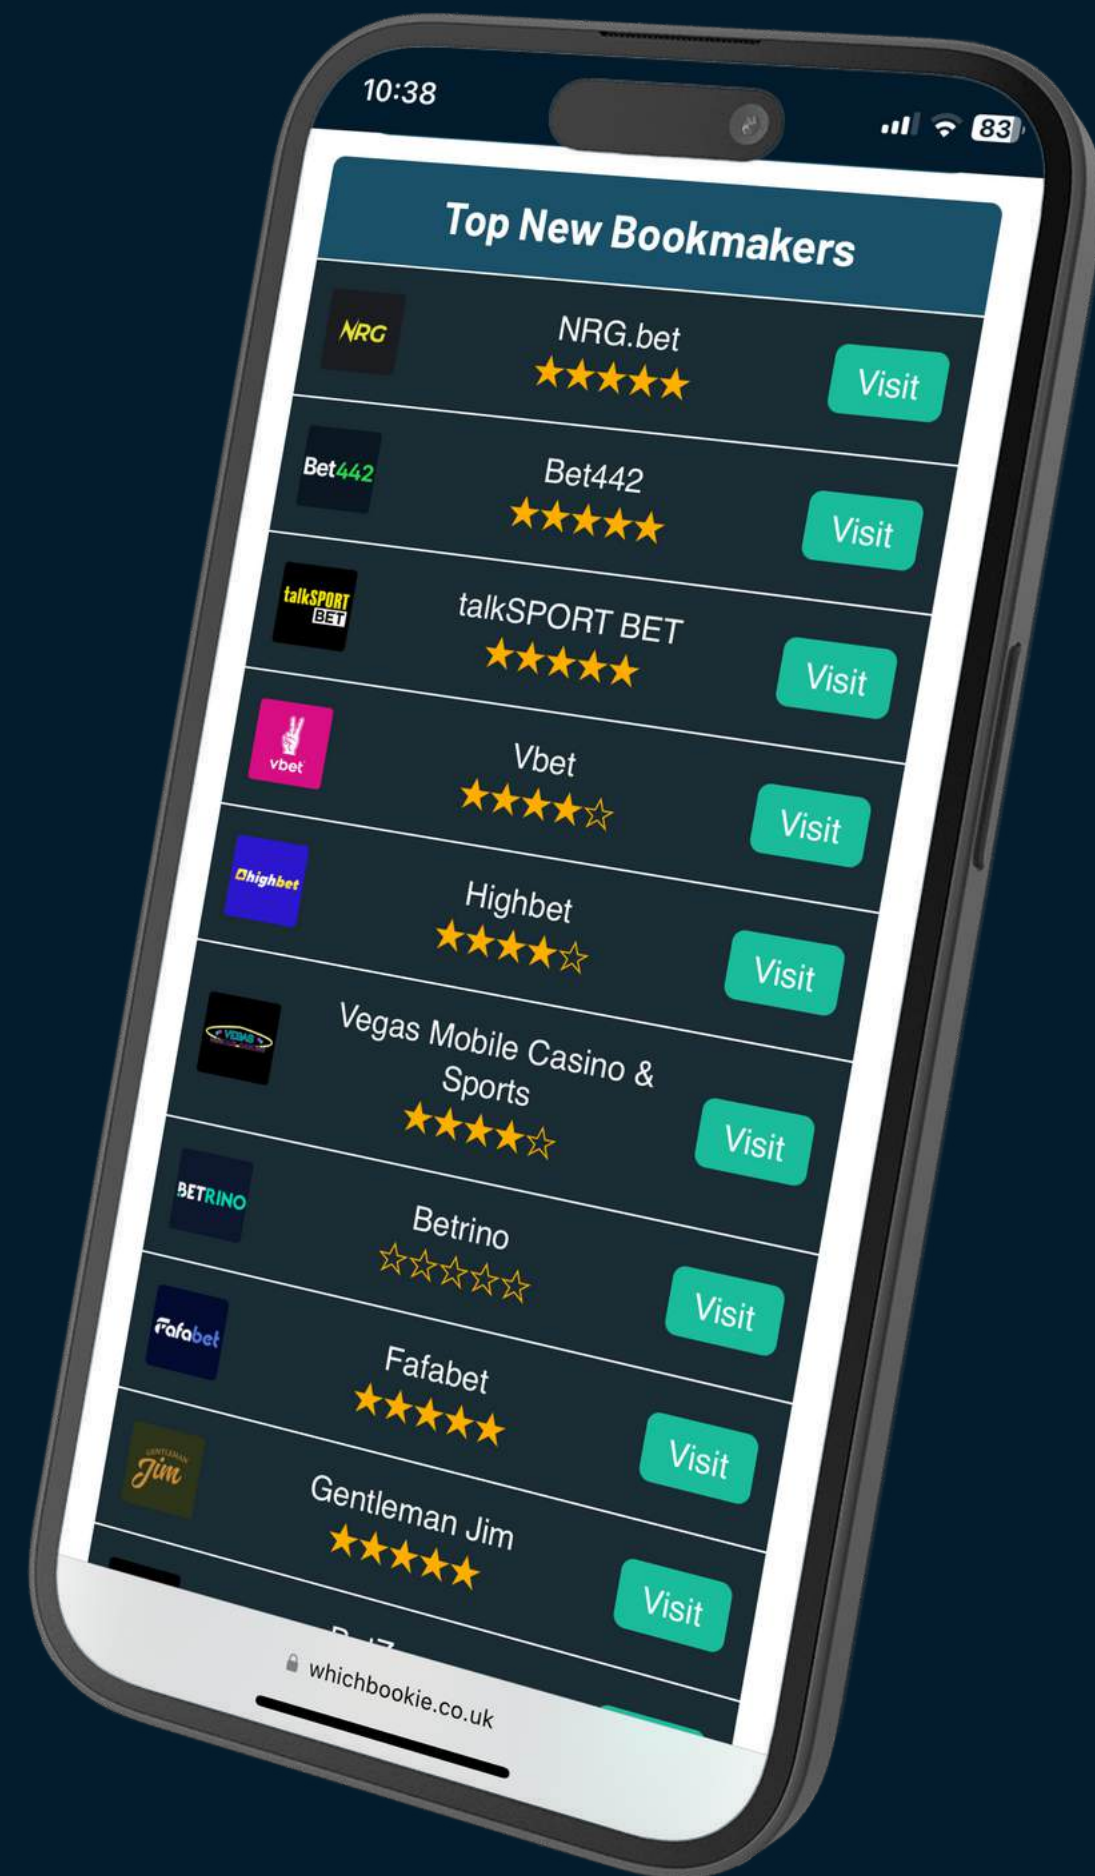 10:38
83
Top New Bookmakers
NRG
NRG.bet
Visit
Bet442
Bet442
Visit
talkSPORT
BET
talkSPORT BET
Visit
vbet
Vbet
Visit
highbet
Highbet
Visit
VEGAS
Vegas Mobile Casino &
Sports
Visit
BETRINO
Betrino
Visit
Fafabet
Fafabet
Visit
GENTLEMAN
Jim
Gentleman Jim
Visit
whichbookie.co.uk